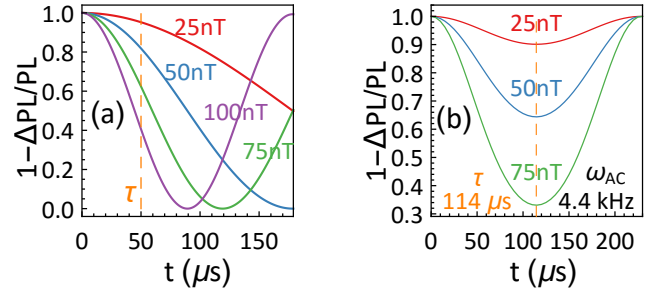 1.0
0.8
0.6
0.4
0.2
0.0
1−ΔPL/PL
(a)
25nT
50nT
100nT
75nT
τ
0 50 100 150
t (μs)
1.0
0.9
0.8
0.7
0.6
0.5
0.4
0.3
1−ΔPL/PL
25nT
(b)
50nT
75nT
τ
114 μs
ωAC
4.4 kHz
0 50 100 150 200
t (μs)